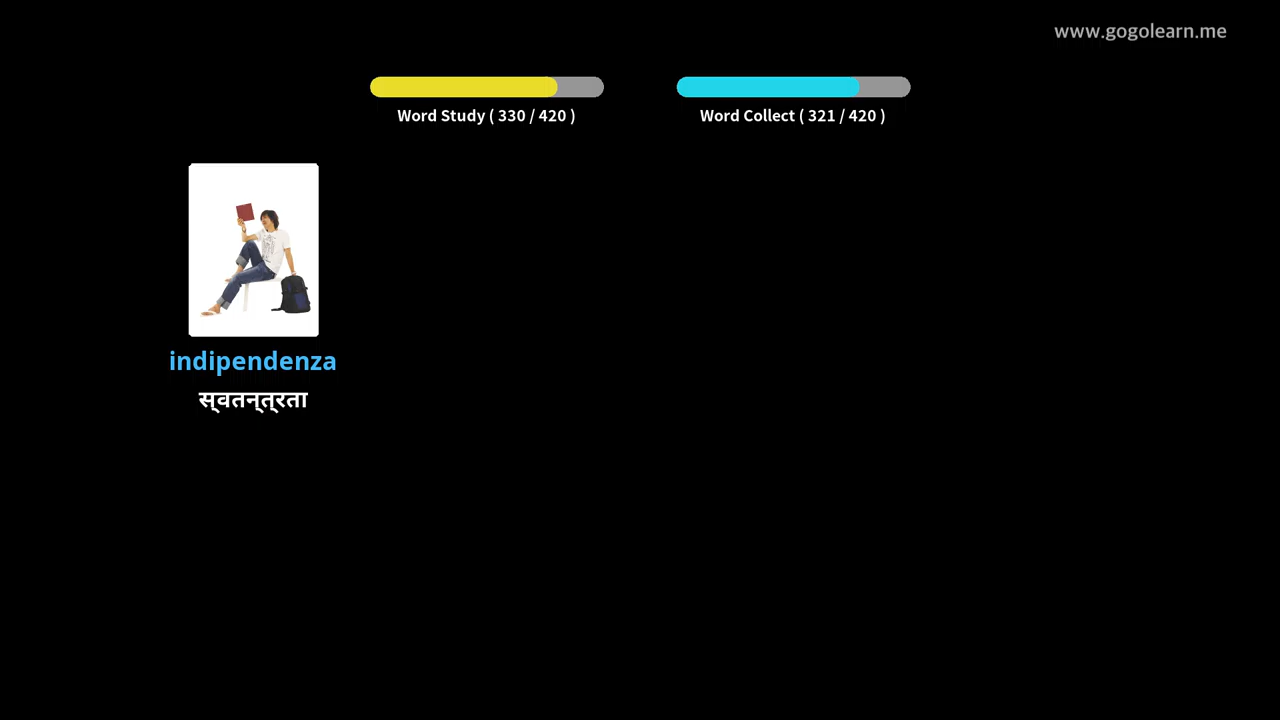 www.gogolearn.me
Word Study ( 330 / 420 )
Word Collect ( 321 / 420 )
indipendenza
स्वतन्त्रता